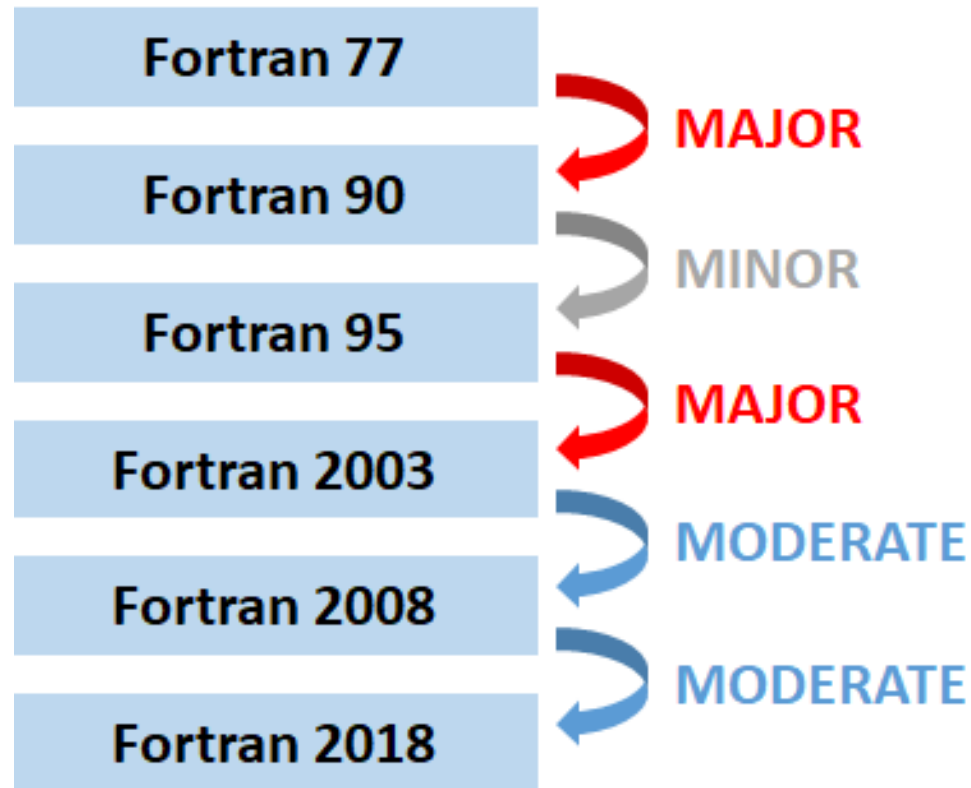 Fortran 77
MAJOR
Fortran 90
MINOR
Fortran 95
MAJOR
Fortran 2003
MODERATE
Fortran 2008
MODERATE
Fortran 2018